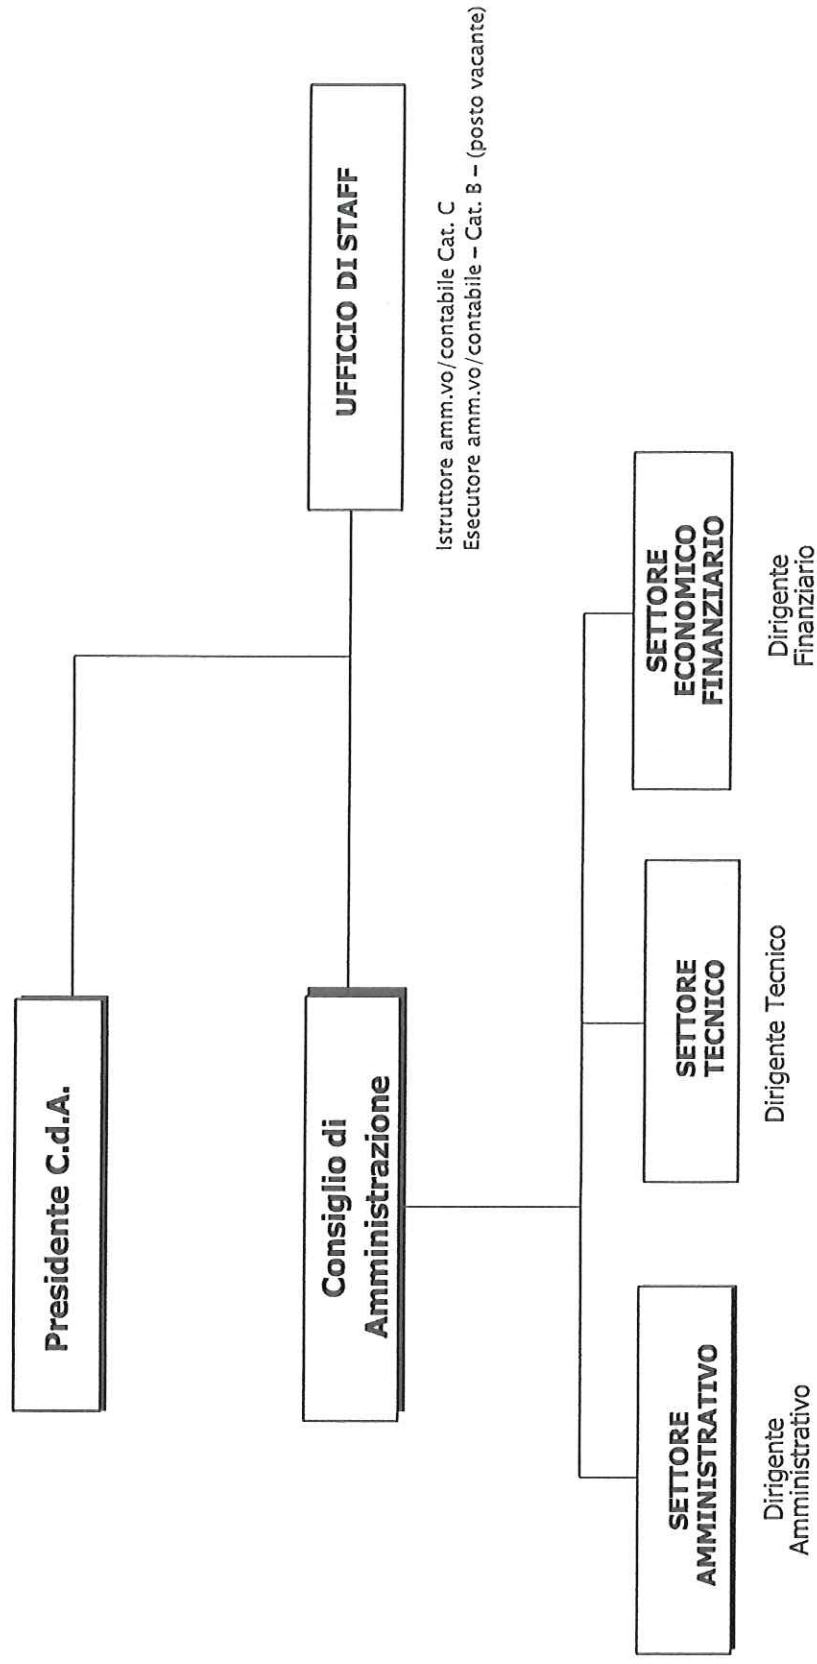 Presidente C.d.A.
Consiglio di
Amministrazione
UFFICIO DI STAFF
Istruttore amm.vo/contabile Cat. C
Esecutore amm.vo/contabile – Cat. B – (posto vacante)
SETTORE
AMMINISTRATIVO
Dirigente
Amministrativo
SETTORE
TECNICO
Dirigente Tecnico
SETTORE
ECONOMICO
FINANZIARIO
Dirigente
Finanziario